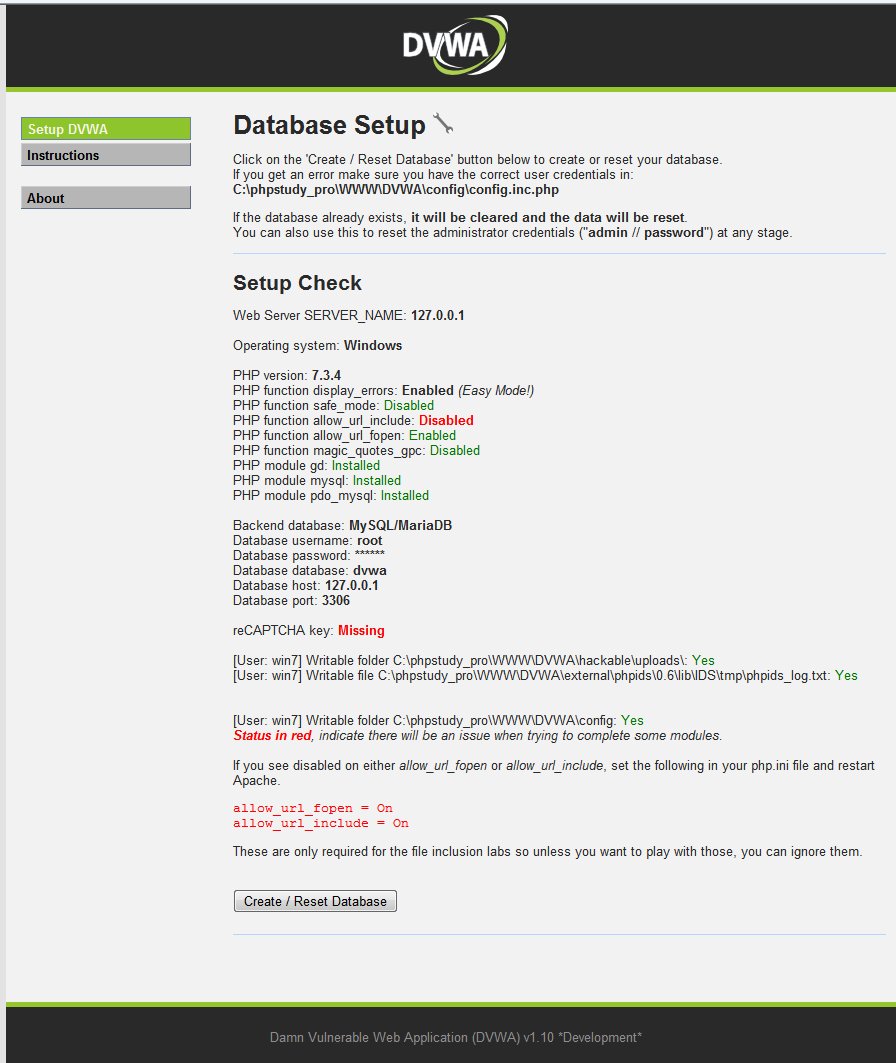 DVWA
Setup DVWA
Instructions
About
Database Setup
Click on the 'Create / Reset Database' button below to create or reset your database.
If you get an error make sure you have the correct user credentials in:
C:\phpstudy_pro\WWW\DVWA\config\config.inc.php
If the database already exists, it will be cleared and the data will be reset.
You can also use this to reset the administrator credentials ("admin // password") at any stage.
Setup Check
Web Server SERVER_NAME: 127.0.0.1
Operating system: Windows
PHP version: 7.3.4
PHP function display_errors: Enabled (Easy Mode!)
PHP function safe_mode: Disabled
PHP function allow_url_include: Disabled
PHP function allow_url_fopen: Enabled
PHP function magic_quotes_gpc: Disabled
PHP module gd: Installed
PHP module mysql: Installed
PHP module pdo_mysql: Installed
Backend database: MySQL/MariaDB
Database username: root
Database password: ******
Database database: dvwa
Database host: 127.0.0.1
Database port: 3306
reCAPTCHA key: Missing
[User: win7] Writable folder C:\phpstudy_pro\WWW\DVWA\hackable\uploads\: Yes
[User: win7] Writable file C:\phpstudy_pro\WWW\DVWA\external\phpids\0.6\lib\IDS\tmp\phpids_log.txt: Yes
[User: win7] Writable folder C:\phpstudy_pro\WWW\DVWA\config: Yes
Status in red, indicate there will be an issue when trying to complete some modules.
If you see disabled on either allow_url_fopen or allow_url_include, set the following in your php.ini file and restart
Apache.
allow_url_fopen = On
allow_url_include = On
These are only required for the file inclusion labs so unless you want to play with those, you can ignore them.
Create / Reset Database
Damn Vulnerable Web Application (DVWA) v1.10 *Development*